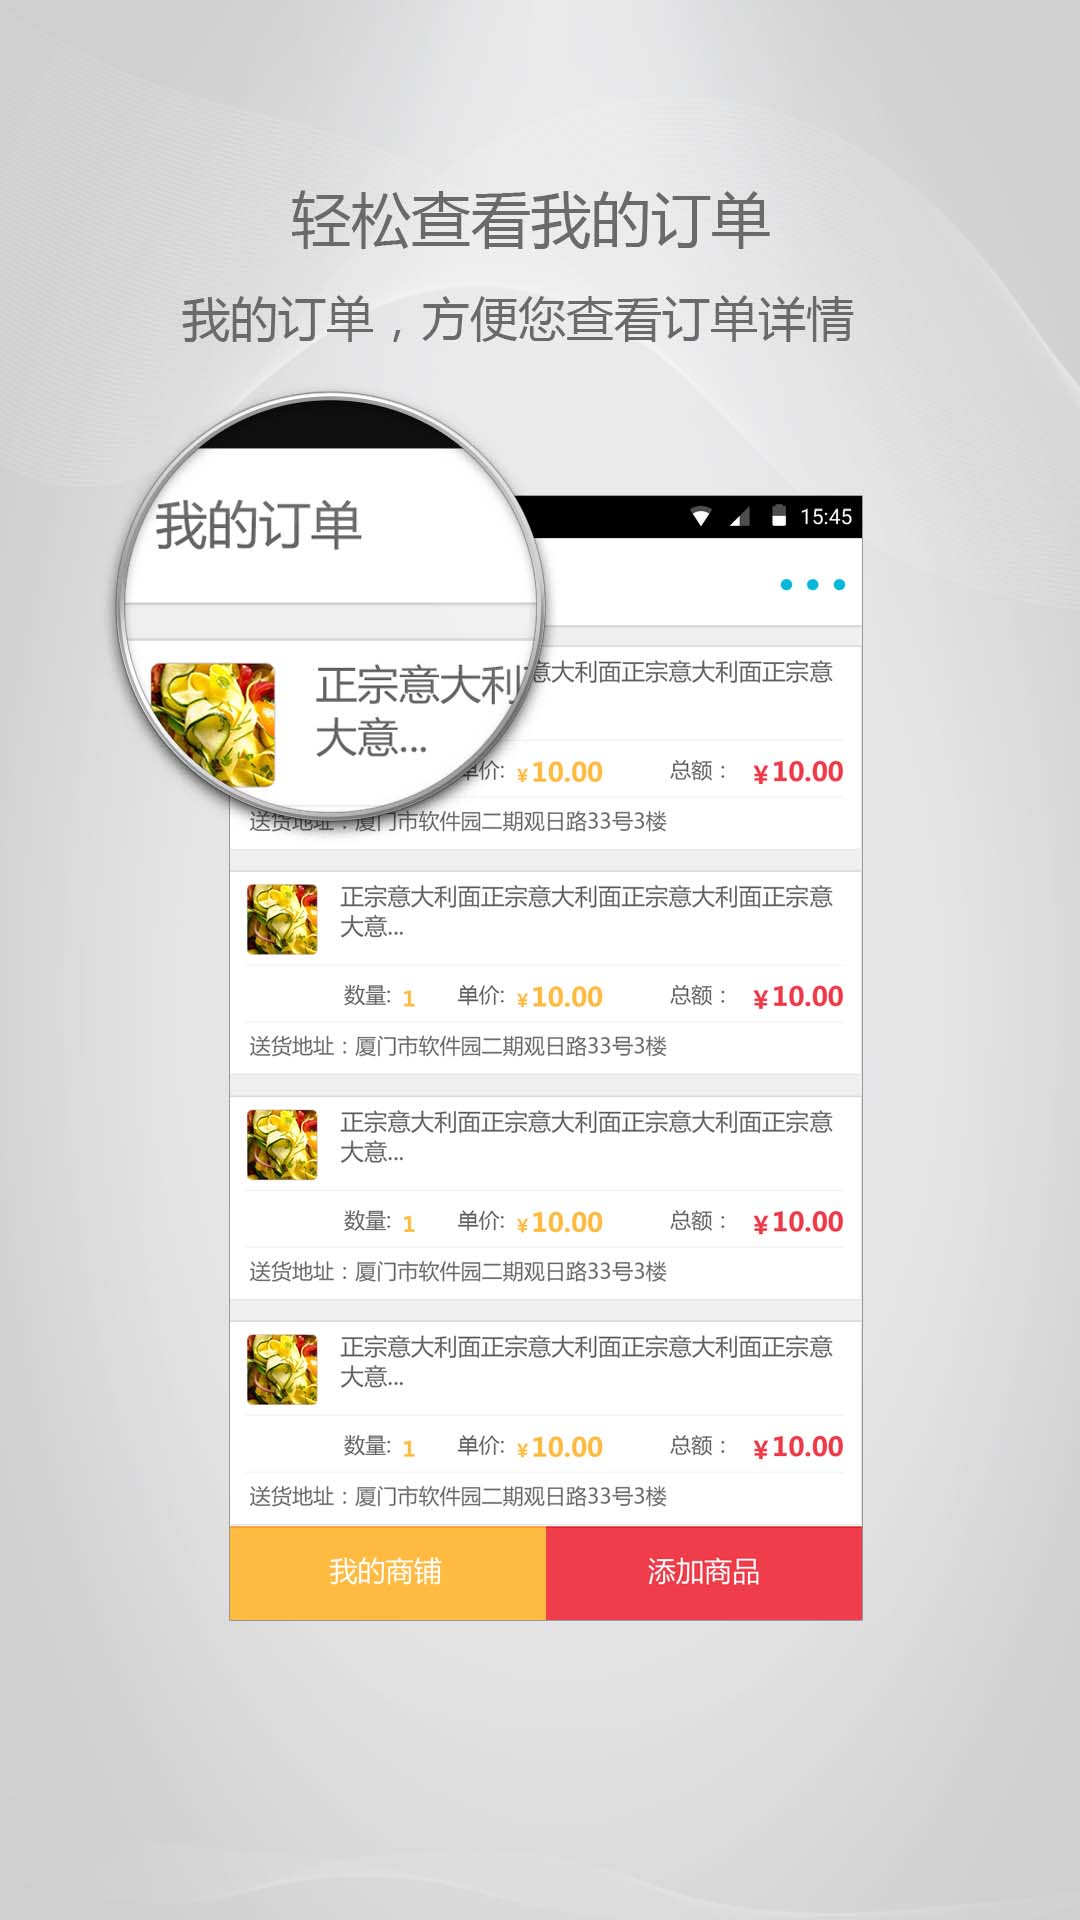 轻松查看我的订单
我的订单，方便您查看订单详情
15:45
我的订单
正宗意大利
大意...
意大利面正宗意大利面正宗意
单价: ¥10.00 总额： ¥10.00
送货地址：厦门市软件园二期观日路33号3楼
正宗意大利面正宗意大利面正宗意大利面正宗意
大意...
数量: 1 单价: ¥10.00 总额： ¥10.00
送货地址：厦门市软件园二期观日路33号3楼
正宗意大利面正宗意大利面正宗意大利面正宗意
大意...
数量: 1 单价: ¥10.00 总额： ¥10.00
送货地址：厦门市软件园二期观日路33号3楼
正宗意大利面正宗意大利面正宗意大利面正宗意
大意...
数量: 1 单价: ¥10.00 总额： ¥10.00
送货地址：厦门市软件园二期观日路33号3楼
我的商铺 添加商品